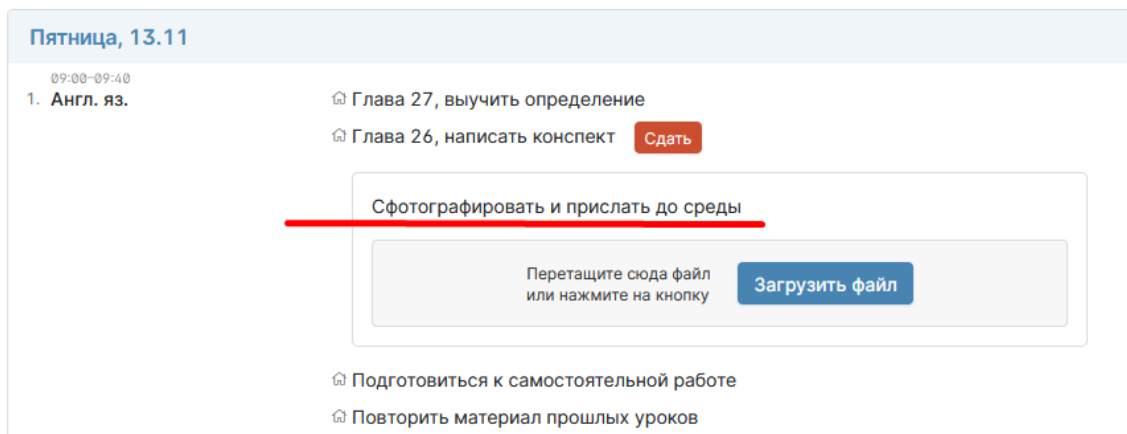 Пятница, 13.11
09:00-09:40
1. Англ. яз.
Глава 27, выучить определение
Глава 26, написать конспект Сдать
Сфотографировать и прислать до среды
Перетащите сюда файл
или нажмите на кнопку
Загрузить файл
Подготовиться к самостоятельной работе
Повторить материал прошлых уроков